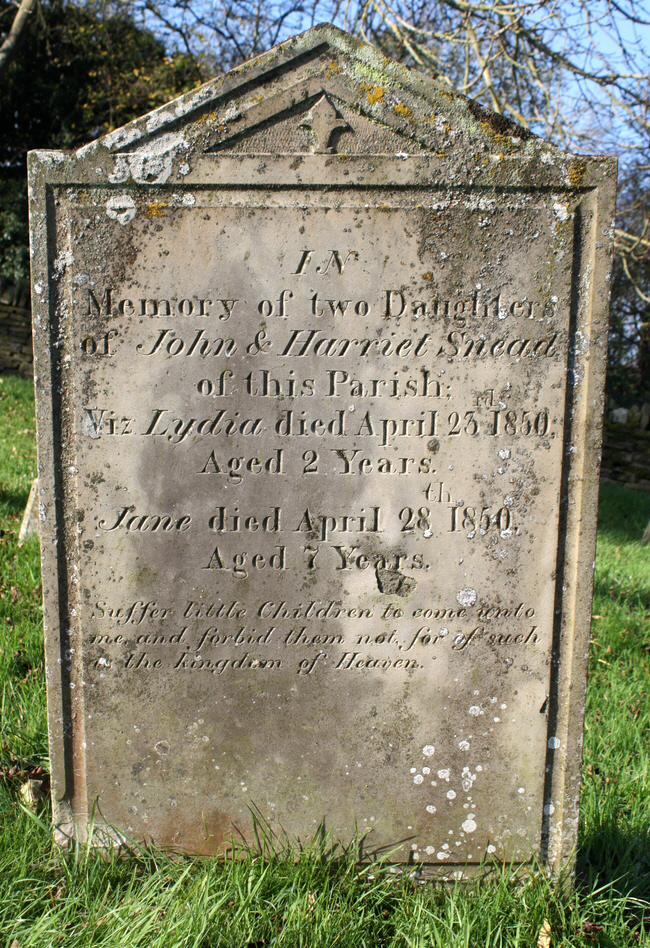 IN
Memory of two Daughters
of John & Harriet Snead
of this Parish;
Viz Lydia died April 23rd 1850.
Aged 2 Years.
Jane died April 28th 1850.
Aged 7 Years.
Suffer little Children to come unto
me and forbid them not, for of such
is the kingdom of Heaven.